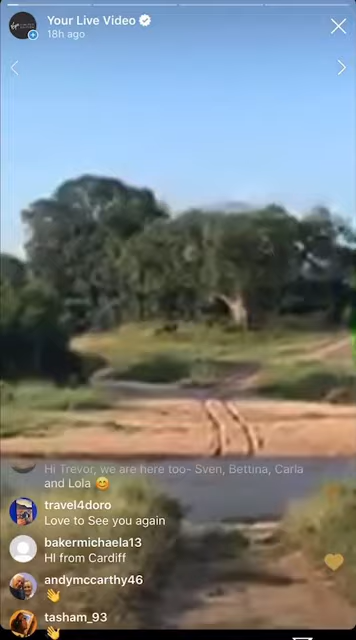 Your Live Video
18h ago
Hi Trevor, we are here too- Sven, Bettina, Carla
and Lola 😊
travel4doro
Love to See you again
bakermichaela13
HI from Cardiff
andymccarthy46
👋
tasham_93
👋